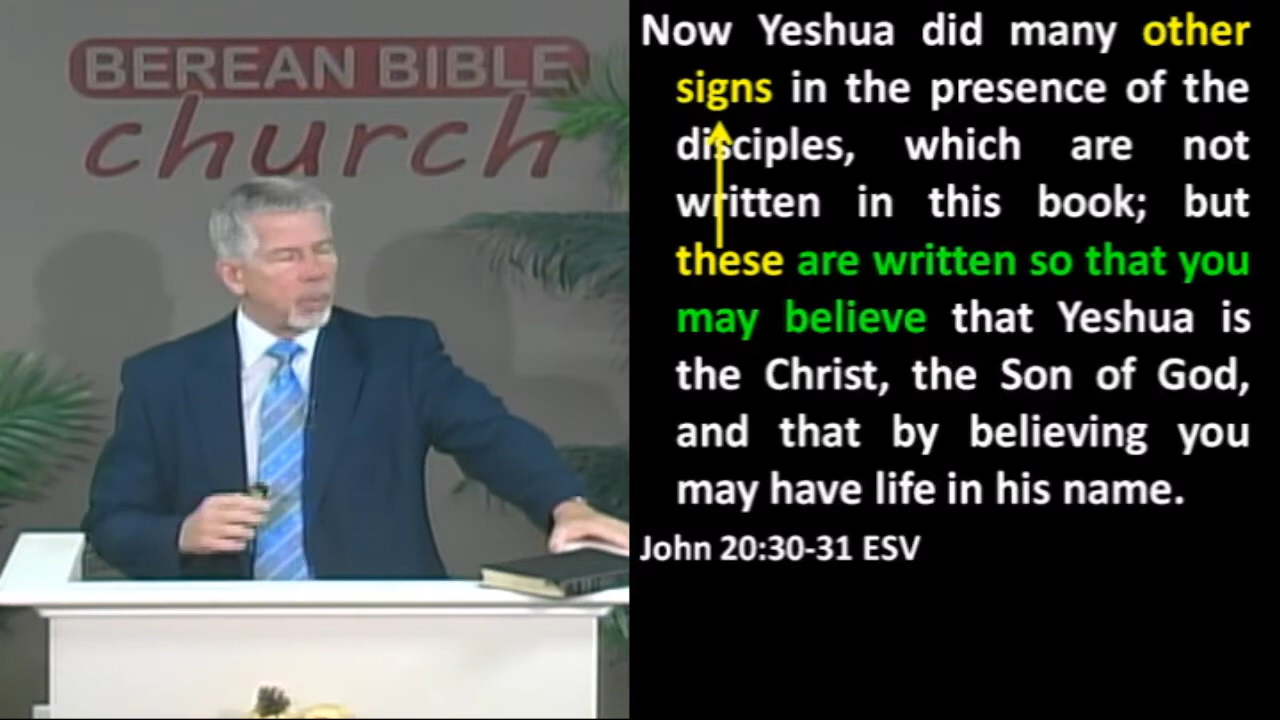 BEREAN BIBLE
church
Now Yeshua did many other
signs in the presence of the
disciples, which are not
written in this book; but
these are written so that you
may believe that Yeshua is
the Christ, the Son of God,
and that by believing you
may have life in his name.
John 20:30-31 ESV